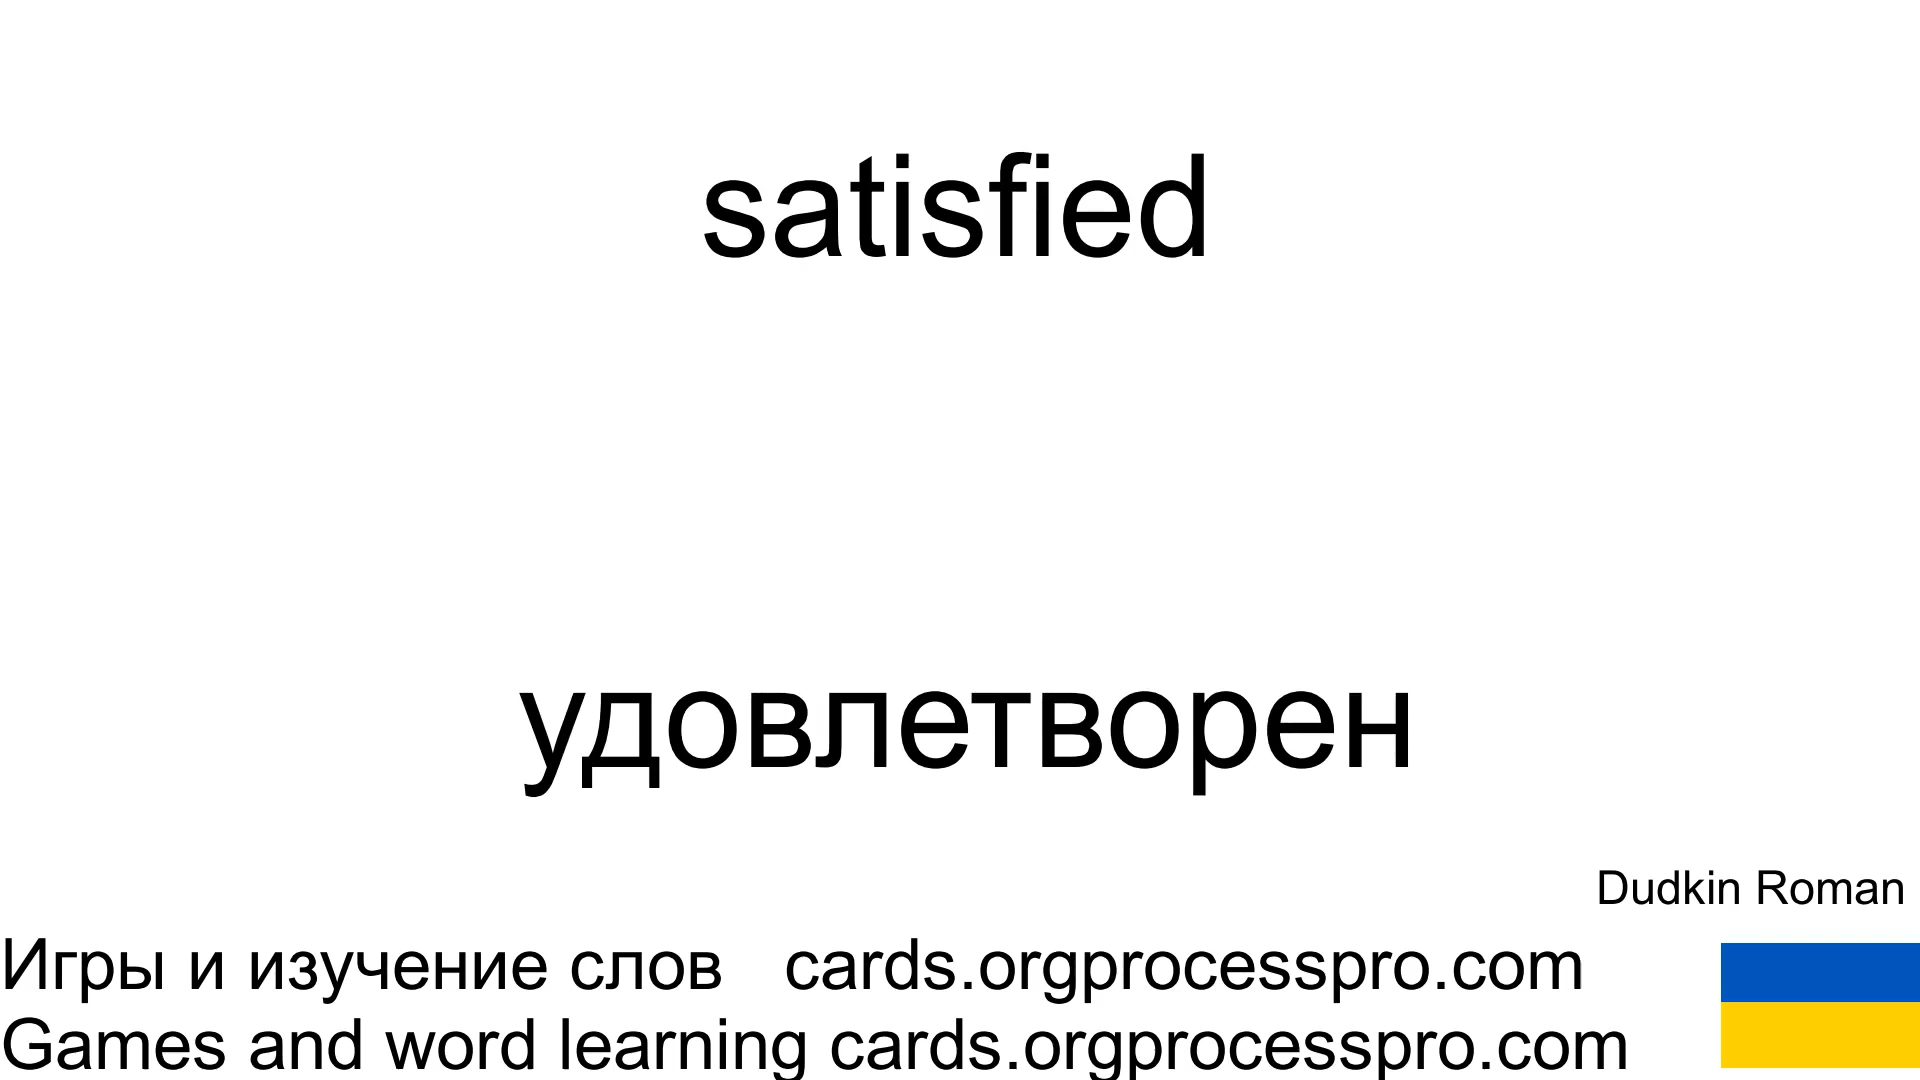 satisfied
удовлетворен
Dudkin Roman
Игры и изучение слов cards.orgprocesspro.com
Games and word learning cards.orgprocesspro.com